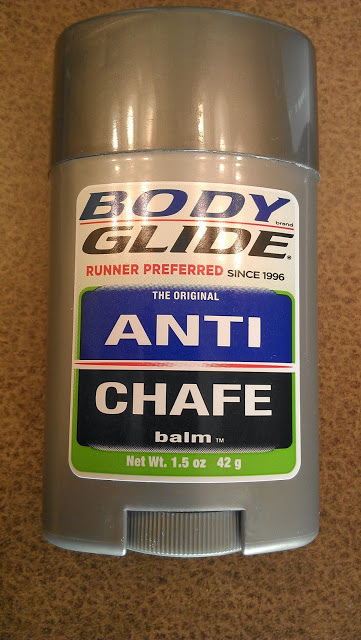 BODY
brand
GLIDE®
RUNNER PREFERRED SINCE 1996
THE ORIGINAL
ANTI
CHAFE
balm™
Net Wt. 1.5 oz 42 g